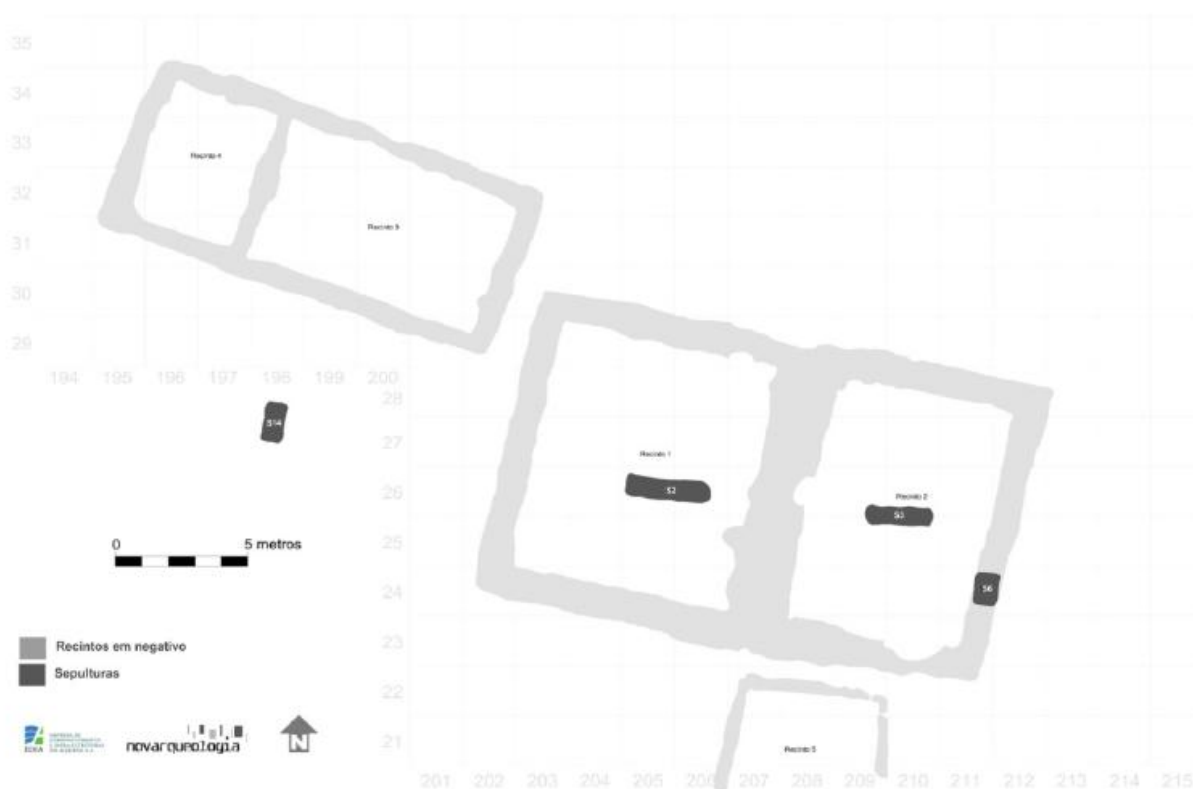 35
34
33
32
31
30
29
Recinto 4
Recinto 9
194 195 196 197 198 199 200
28
27
26
25
24
23
22
21
S14
Recinto 1
S2
Recinto 2
S3
S6
0 5 metros
Recintos em negativo
Sepulturas
EDIA
novarqueologia
N
Recinto 5
201 202 203 204 205 206 207 208 209 210 211 212 213 214 215